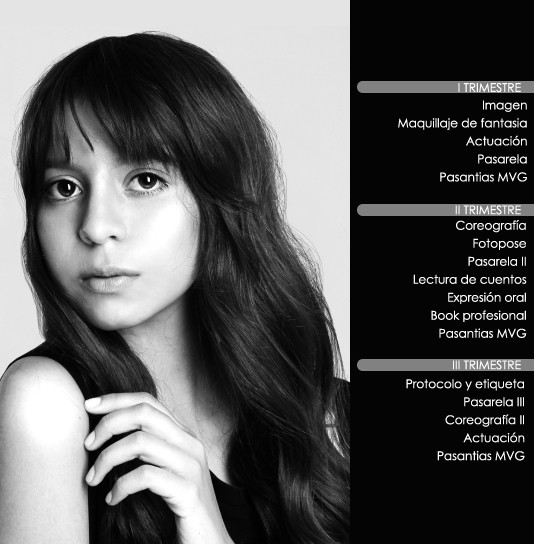 I TRIMESTRE
Imagen
Maquillaje de fantasia
Actuación
Pasarela
Pasantias MVG
II TRIMESTRE
Coreografía
Fotopose
Pasarela II
Lectura de cuentos
Expresión oral
Book profesional
Pasantias MVG
III TRIMESTRE
Protocolo y etiqueta
Pasarela III
Coreografía II
Actuación
Pasantias MVG